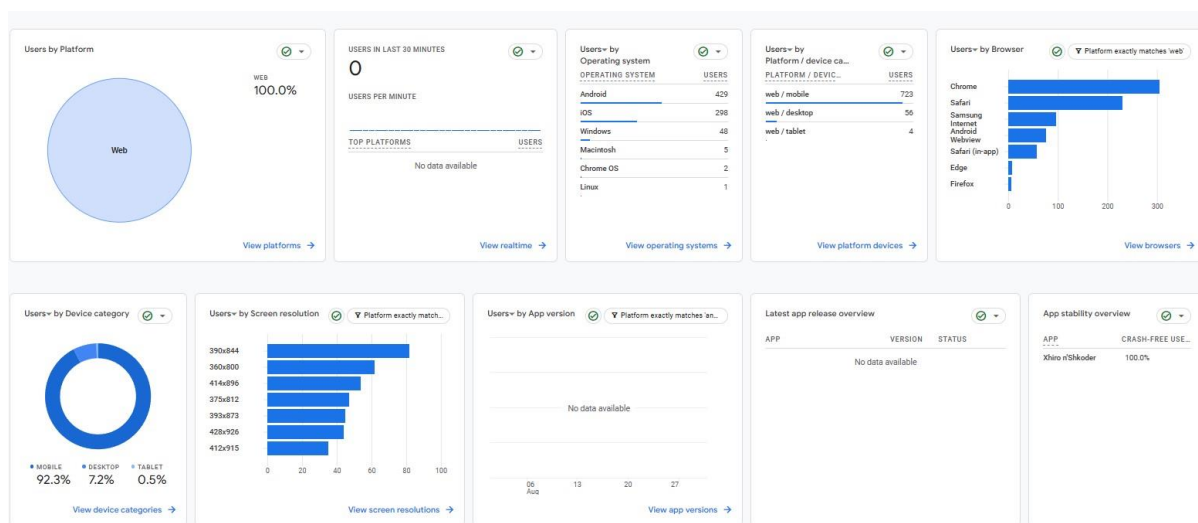 Users by Platform
WEB
100.0%
Web
View platforms
USERS IN LAST 30 MINUTES
0
USERS PER MINUTE
TOP PLATFORMS USERS
No data available
View realtime
Users by
Operating system
OPERATING SYSTEM USERS
Android 429
iOS 298
Windows 48
Macintosh 5
Chrome OS 2
Linux 1
View operating systems
Users by
Platform / device ca...
PLATFORM / DEVIC... USERS
web / mobile 723
web / desktop 56
web / tablet 4
View platform devices
Users by Browser
Platform exactly matches 'web'
Chrome
Safari
Samsung
Internet
Android
Webview
Safari (in-app)
Edge
Firefox
0 100 200 300
View browsers
Users by Device category
MOBILE DESKTOP TABLET
92.3% 7.2% 0.5%
View device categories
Users by Screen resolution
Platform exactly match...
390x844
360x800
414x896
375x812
393x873
428x926
412x915
0 20 40 60 80 100
View screen resolutions
Users by App version
Platform exactly matches 'an...
No data available
06 13 20 27
Aug
View app versions
Latest app release overview
APP VERSION STATUS
No data available
App stability overview
APP CRASH-FREE USE...
Xhiro n'Shkoder 100.0%